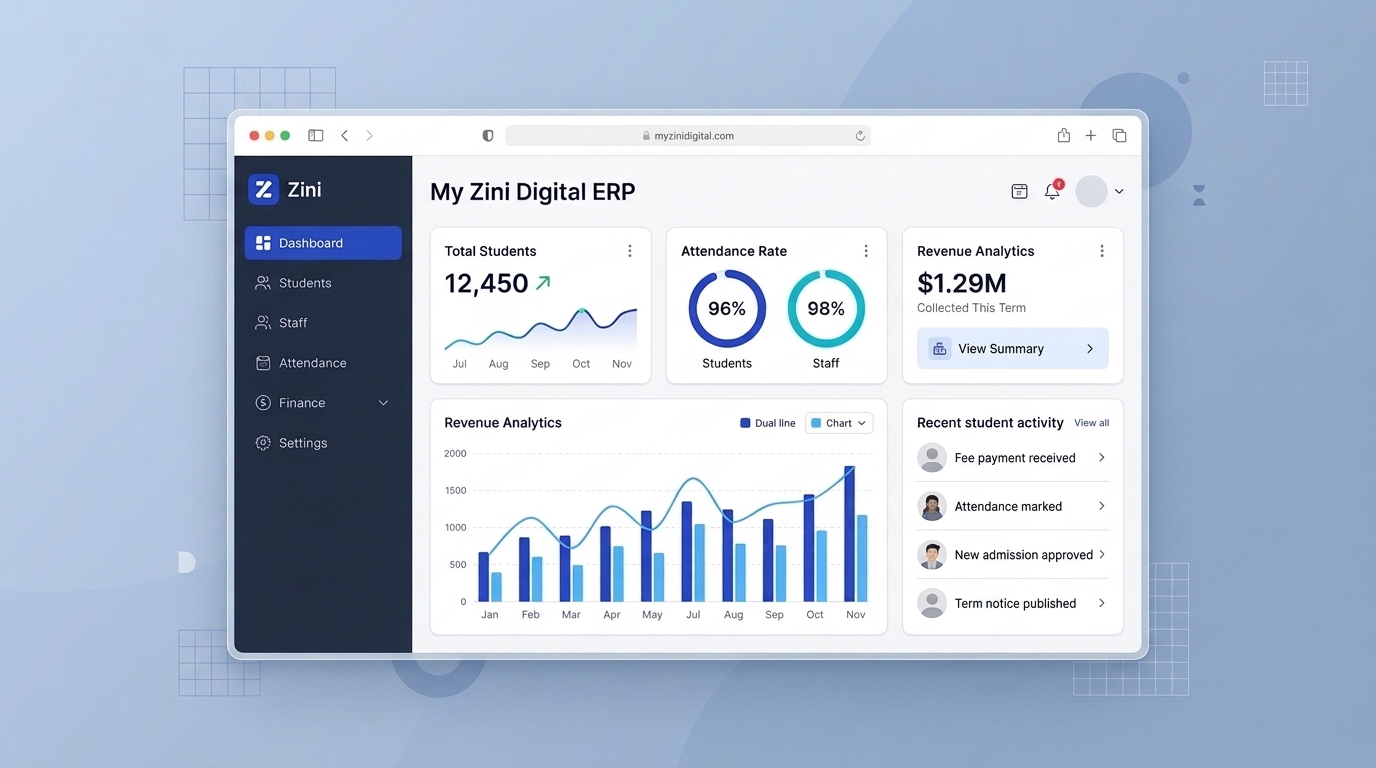 myzinidigital.com
Zini
Dashboard
Students
Staff
Attendance
Finance
Settings
My Zini Digital ERP
Total Students
12,450
Jul Aug Sep Oct Nov
Attendance Rate
96% 98%
Students Staff
Revenue Analytics
$1.29M
Collected This Term
View Summary
Revenue Analytics
Dual line Chart
2000
1500
1000
500
0
Jan Feb Mar Apr May Jul Aug Sep Oct Nov
Recent student activity View all
Fee payment received
Attendance marked
New admission approved
Term notice published